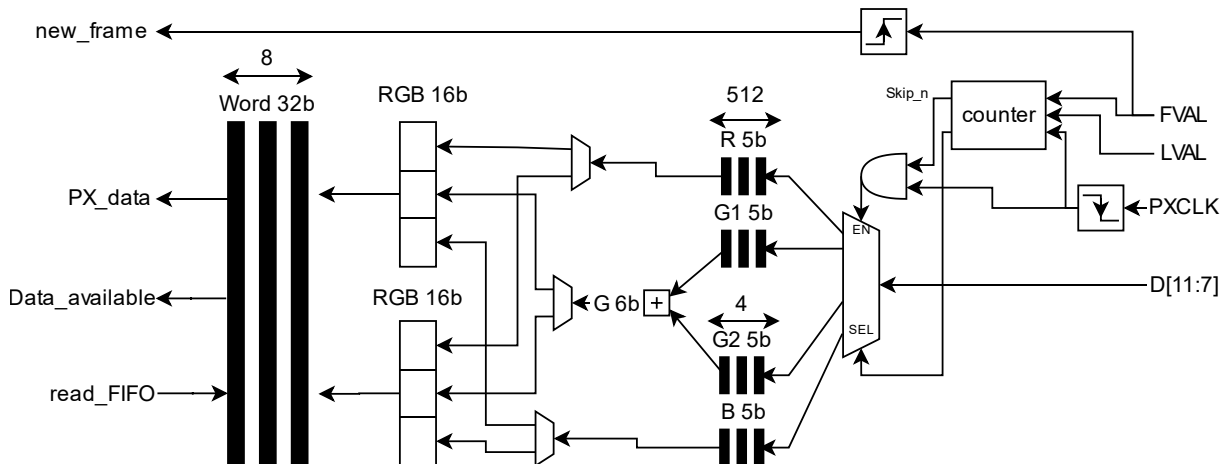 new_frame
8
Word 32b
RGB 16b
512
R 5b
Skip_n
counter
FVAL
LVAL
PX_data
G1 5b
EN
PXCLK
Data_available
RGB 16b
G 6b
+
4
G2 5b
SEL
D[11:7]
read_FIFO
B 5b